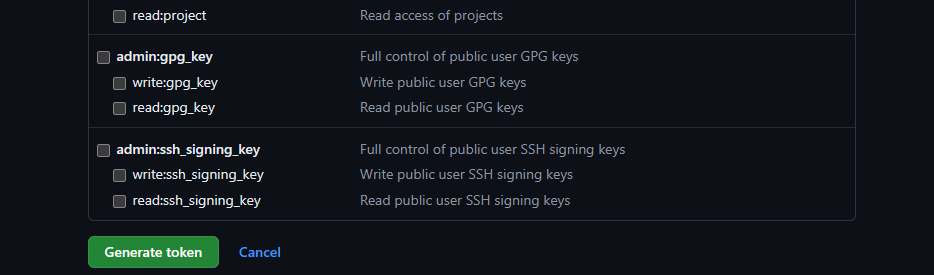 read:project Read access of projects
admin:gpg_key Full control of public user GPG keys
write:gpg_key Write public user GPG keys
read:gpg_key Read public user GPG keys
admin:ssh_signing_key Full control of public user SSH signing keys
write:ssh_signing_key Write public user SSH signing keys
read:ssh_signing_key Read public user SSH signing keys
Generate token Cancel